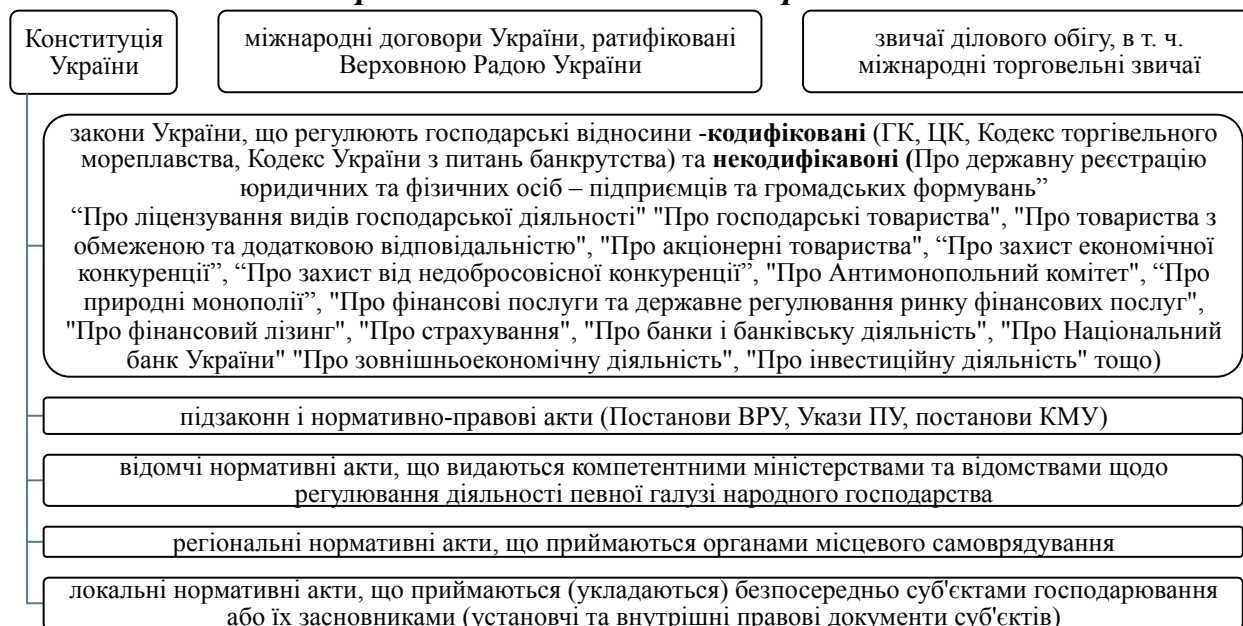 Конституція
України
міжнародні договори України, ратифіковані
Верховною Радою України
звичаї ділового обігу, в т. ч.
міжнародні торговельні звичаї
закони України, що регулюють господарські відносини -кодифіковані (ГК, ЦК, Кодекс торгівельного
мореплавства, Кодекс України з питань банкрутства) та некодифікавоні (Про державну реєстрацію
юридичних та фізичних осіб – підприємців та громадських формувань”
“Про ліцензування видів господарської діяльності" "Про господарські товариства", "Про товариства з
обмеженою та додатковою відповідальністю", "Про акціонерні товариства", “Про захист економічної
конкуренції”, “Про захист від недобросовісної конкуренції”, "Про Антимонопольний комітет", “Про
природні монополії”, "Про фінансові послуги та державне регулювання ринку фінансових послуг",
"Про фінансовий лізинг", "Про страхування", "Про банки і банківську діяльність", "Про Національний
банк України" "Про зовнішньоекономічну діяльність", "Про інвестиційну діяльність" тощо)
підзаконн і нормативно-правові акти (Постанови ВРУ, Укази ПУ, постанови КМУ)
відомчі нормативні акти, що видаються компетентними міністерствами та відомствами щодо
регулювання діяльності певної галузі народного господарства
регіональні нормативні акти, що приймаються органами місцевого самоврядування
локальні нормативні акти, що приймаються (укладаються) безпосередньо суб'єктами господарювання
або їх засновниками (установчі та внутрішні правові документи суб'єктів)